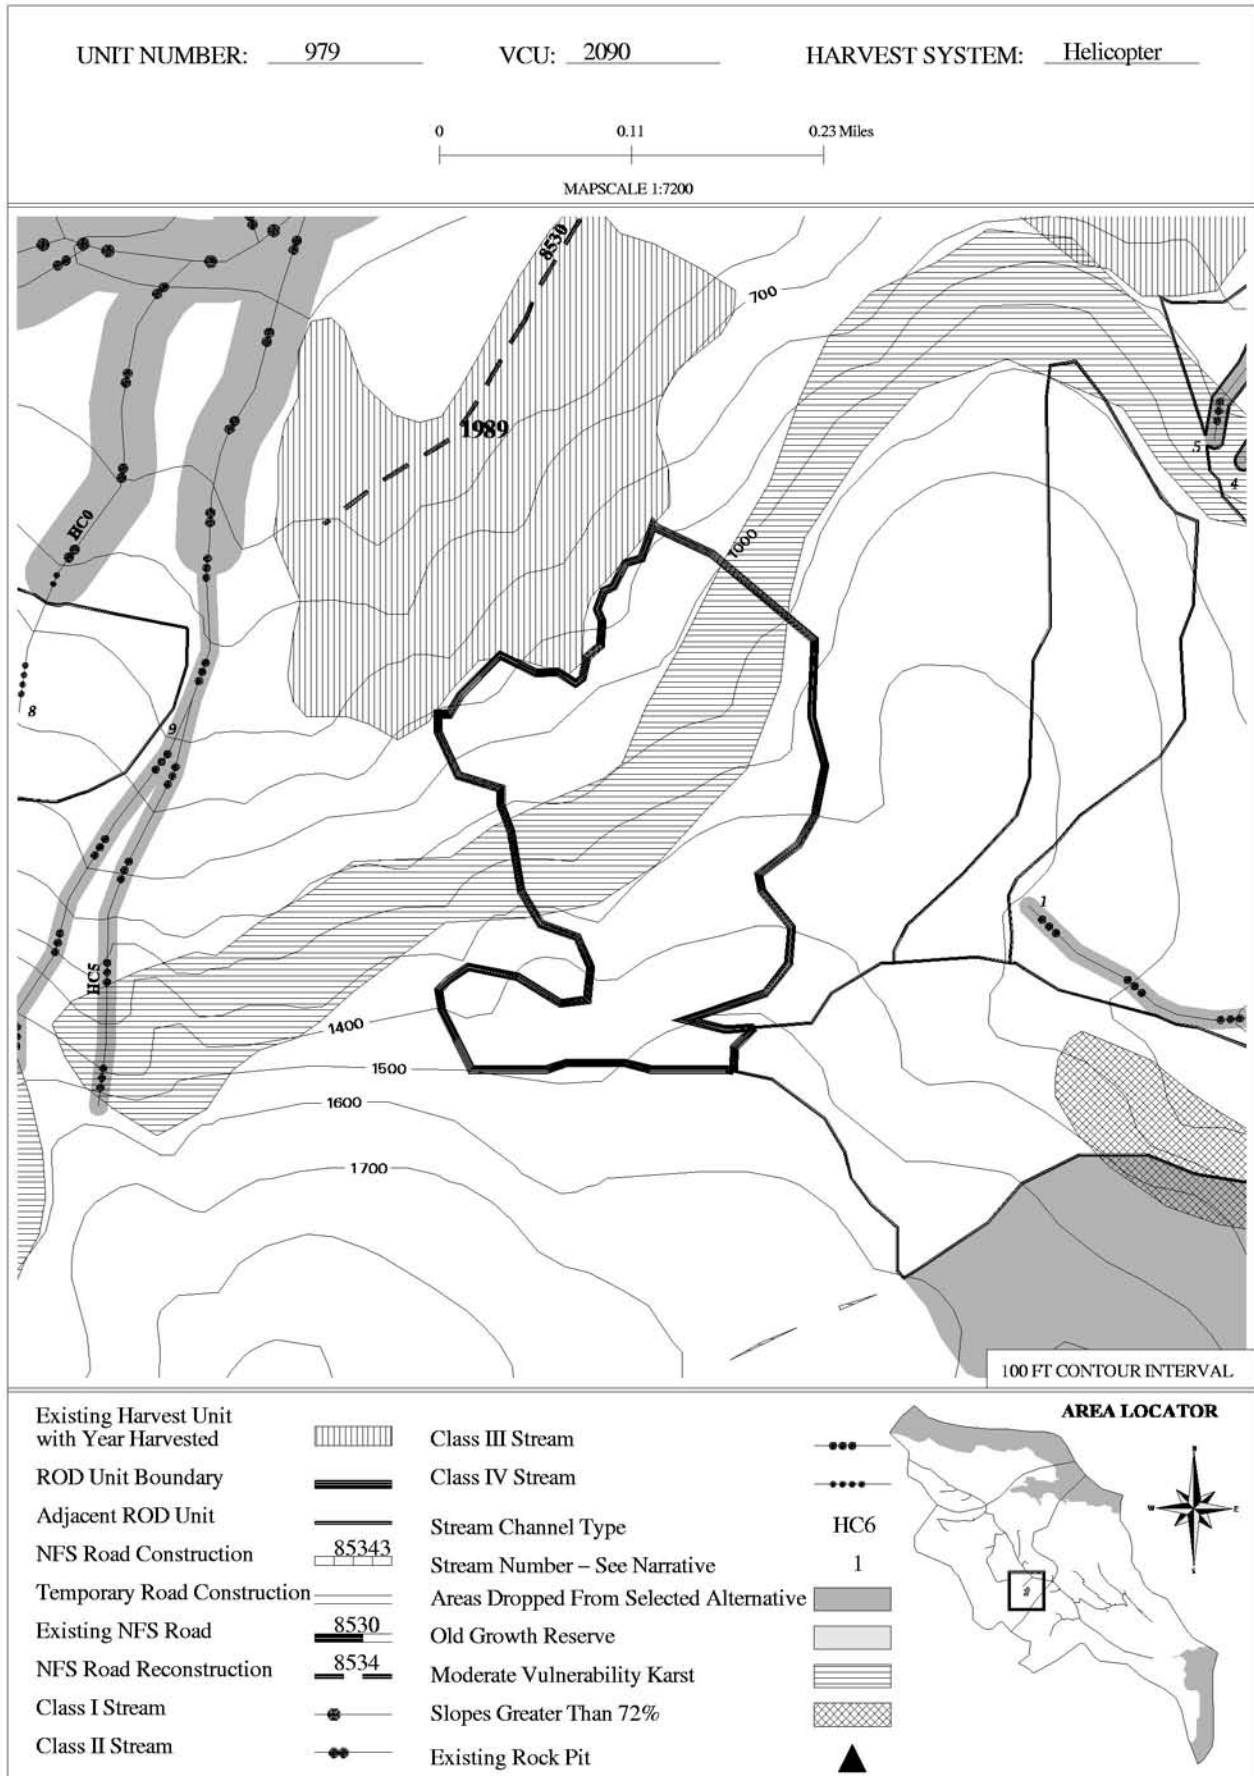 UNIT NUMBER: 979 VCU: 2090 HARVEST SYSTEM: Helicopter
0 0.11 0.23 Miles
MAPSCALE 1:7200
8530
700
1989
5
4
HC0
1000
8
9
1
HC5
1400
1500
1600
1700
100 FT CONTOUR INTERVAL
AREA LOCATOR
Existing Harvest Unit
with Year Harvested
ROD Unit Boundary
Adjacent ROD Unit
NFS Road Construction 85343
Temporary Road Construction
Existing NFS Road 8530
NFS Road Reconstruction 8534
Class I Stream
Class II Stream
Class III Stream
Class IV Stream
Stream Channel Type HC6
Stream Number – See Narrative 1
Areas Dropped From Selected Alternative
Old Growth Reserve
Moderate Vulnerability Karst
Slopes Greater Than 72%
Existing Rock Pit
N
W E
S